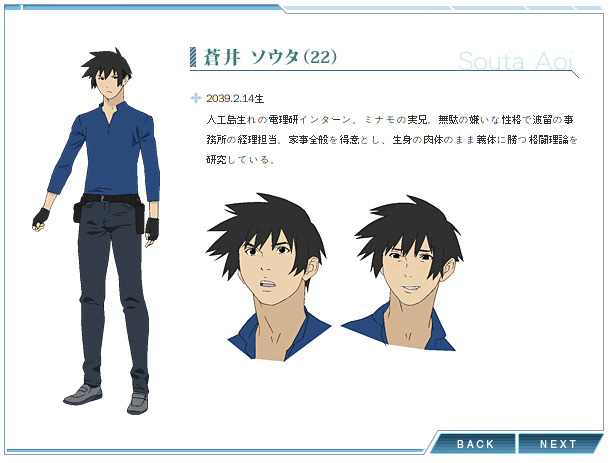 蒼井 ソウタ(22)
Souta Aoi
2039.2.14生
人工島生れの電理研インターン。ミナモの実兄。無駄の嫌いな性格で波留の事
務所の経理担当。家事全般を得意とし、生身の肉体のまま義体に勝つ格闘理論を
研究している。
BACK NEXT